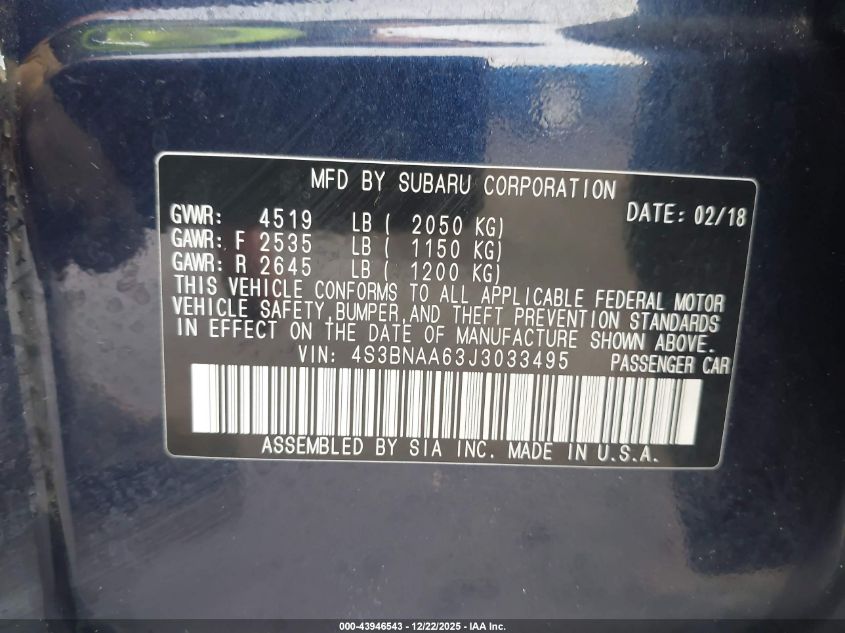 MFD BY SUBARU CORPORATION
DATE: 02/18
GVWR: 4519 LB ( 2050 KG)
GAWR: F 2535 LB ( 1150 KG)
GAWR: R 2645 LB ( 1200 KG)
THIS VEHICLE CONFORMS TO ALL APPLICABLE FEDERAL MOTOR
VEHICLE SAFETY,BUMPER,AND THEFT PREVENTION STANDARDS
IN EFFECT ON THE DATE OF MANUFACTURE SHOWN ABOVE.
VIN: 4S3BNAA63J3033495 PASSENGER CAR
ASSEMBLED BY SIA INC. MADE IN U.S.A.
000-43946543 - 12/22/2025 - IAA Inc.